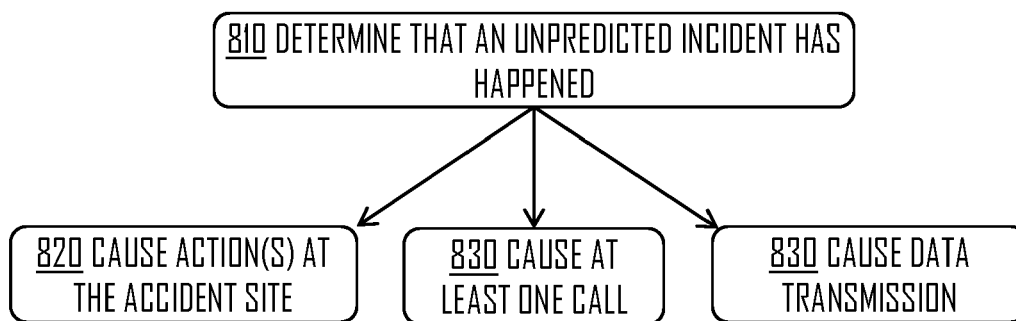 810 DETERMINE THAT AN UNPREDICTED INCIDENT HAS
HAPPENED
820 CAUSE ACTION(S) AT
THE ACCIDENT SITE
830 CAUSE AT
LEAST ONE CALL
830 CAUSE DATA
TRANSMISSION